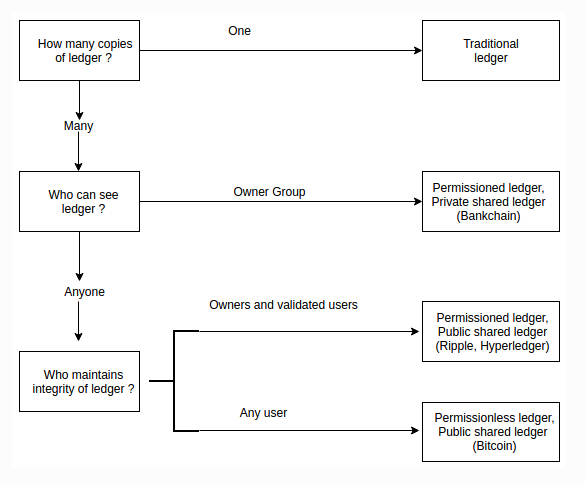 How many copies
of ledger ?
One
Traditional
ledger
Many
Who can see
ledger ?
Owner Group
Permissioned ledger,
Private shared ledger
(Bankchain)
Anyone
Who maintains
integrity of ledger ?
Owners and validated users
Permissioned ledger,
Public shared ledger
(Ripple, Hyperledger)
Any user
Permissionless ledger,
Public shared ledger
(Bitcoin)